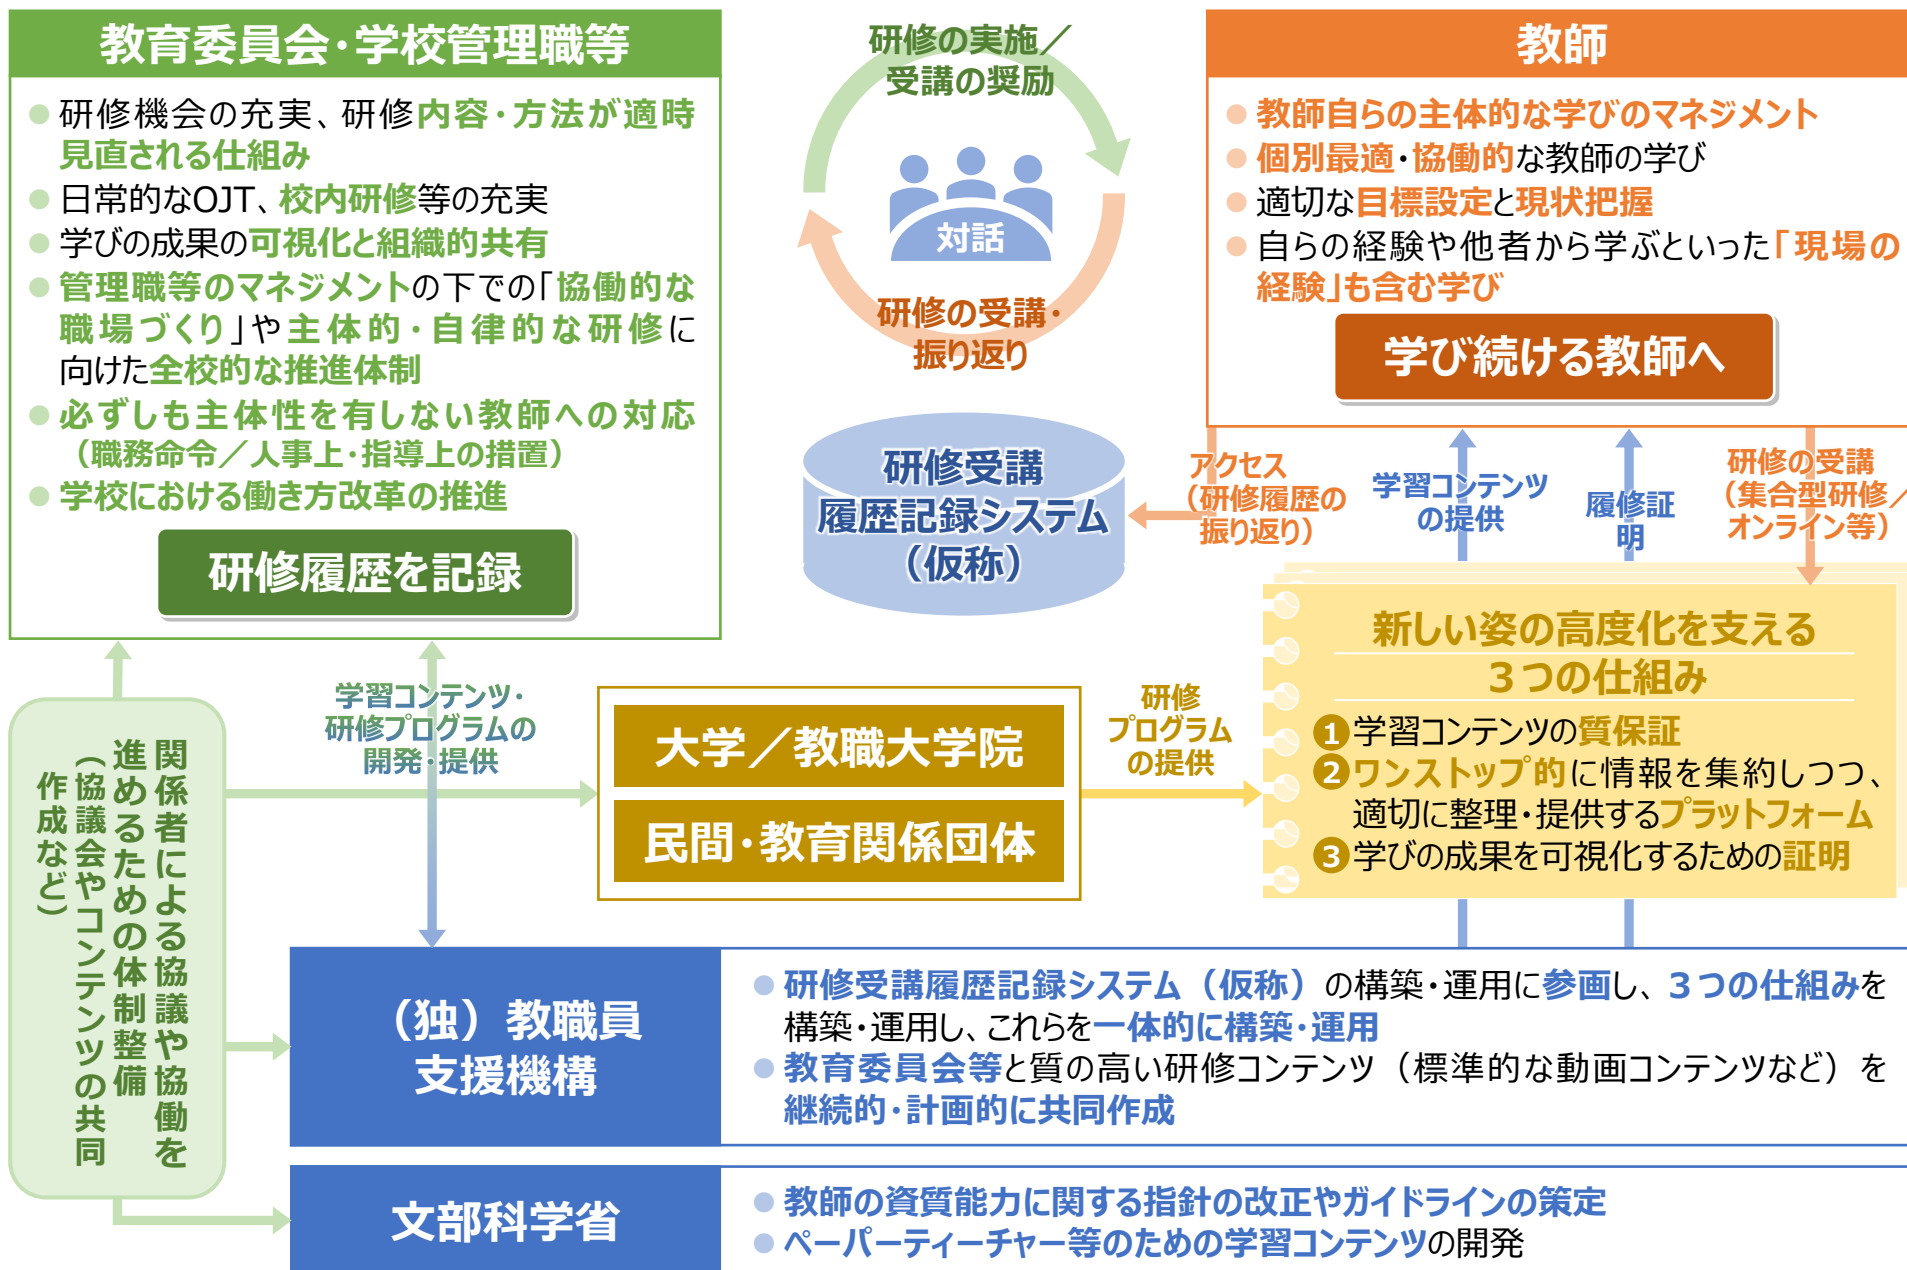 教育委員会・学校管理職等
●研修機会の充実、研修内容・方法が適時
見直される仕組み
●日常的なOJT、校内研修等の充実
●学びの成果の可視化と組織的共有
●管理職等のマネジメントの下での「協働的な
職場づくり」や主体的・自律的な研修に
向けた全校的な推進体制
●必ずしも主体性を有しない教師への対応
（職務命令／人事上・指導上の措置）
●学校における働き方改革の推進
研修履歴を記録
研修の実施／
受講の奨励
対話
研修の受講・
振り返り
研修受講
履歴記録システム
（仮称）
教師
●教師自らの主体的な学びのマネジメント
●個別最適・協働的な教師の学び
●適切な目標設定と現状把握
●自らの経験や他者から学ぶといった「現場の
経験」も含む学び
学び続ける教師へ
アクセス
（研修履歴の
振り返り）
学習コンテンツ
の提供
履修証
明
研修の受講
（集合型研修／
オンライン等）
関係者による協議や協働を
進めるための体制整備
（協議会やコンテンツの共同
作成など）
学習コンテンツ・
研修プログラムの
開発・提供
大学／教職大学院
民間・教育関係団体
研修
プログラム
の提供
新しい姿の高度化を支える
３つの仕組み
❶学習コンテンツの質保証
❷ワンストップ的に情報を集約しつつ、
適切に整理・提供するプラットフォーム
❸学びの成果を可視化するための証明
（独）教職員
支援機構
●研修受講履歴記録システム（仮称）の構築・運用に参画し、３つの仕組みを
構築・運用し、これらを一体的に構築・運用
●教育委員会等と質の高い研修コンテンツ（標準的な動画コンテンツなど）を
継続的・計画的に共同作成
文部科学省
●教師の資質能力に関する指針の改正やガイドラインの策定
●ペーパーティーチャー等のための学習コンテンツの開発